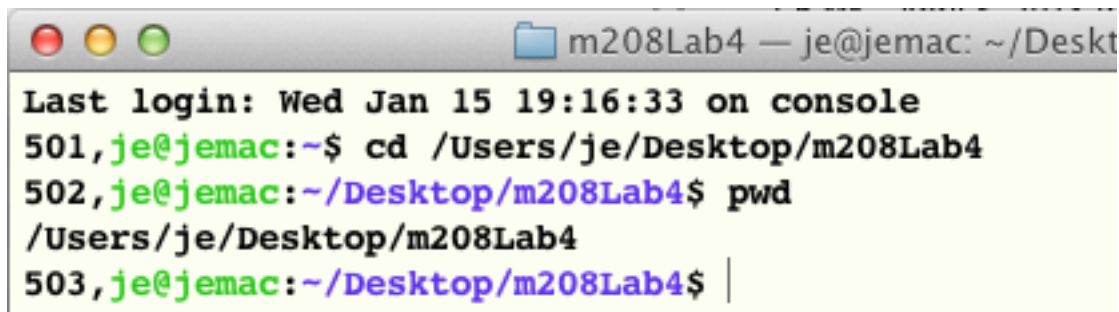 m208Lab4 — je@jemac: ~/Deskt
Last login: Wed Jan 15 19:16:33 on console
501,je@jemac:~$ cd /Users/je/Desktop/m208Lab4
502,je@jemac:~/Desktop/m208Lab4$ pwd
/Users/je/Desktop/m208Lab4
503,je@jemac:~/Desktop/m208Lab4$